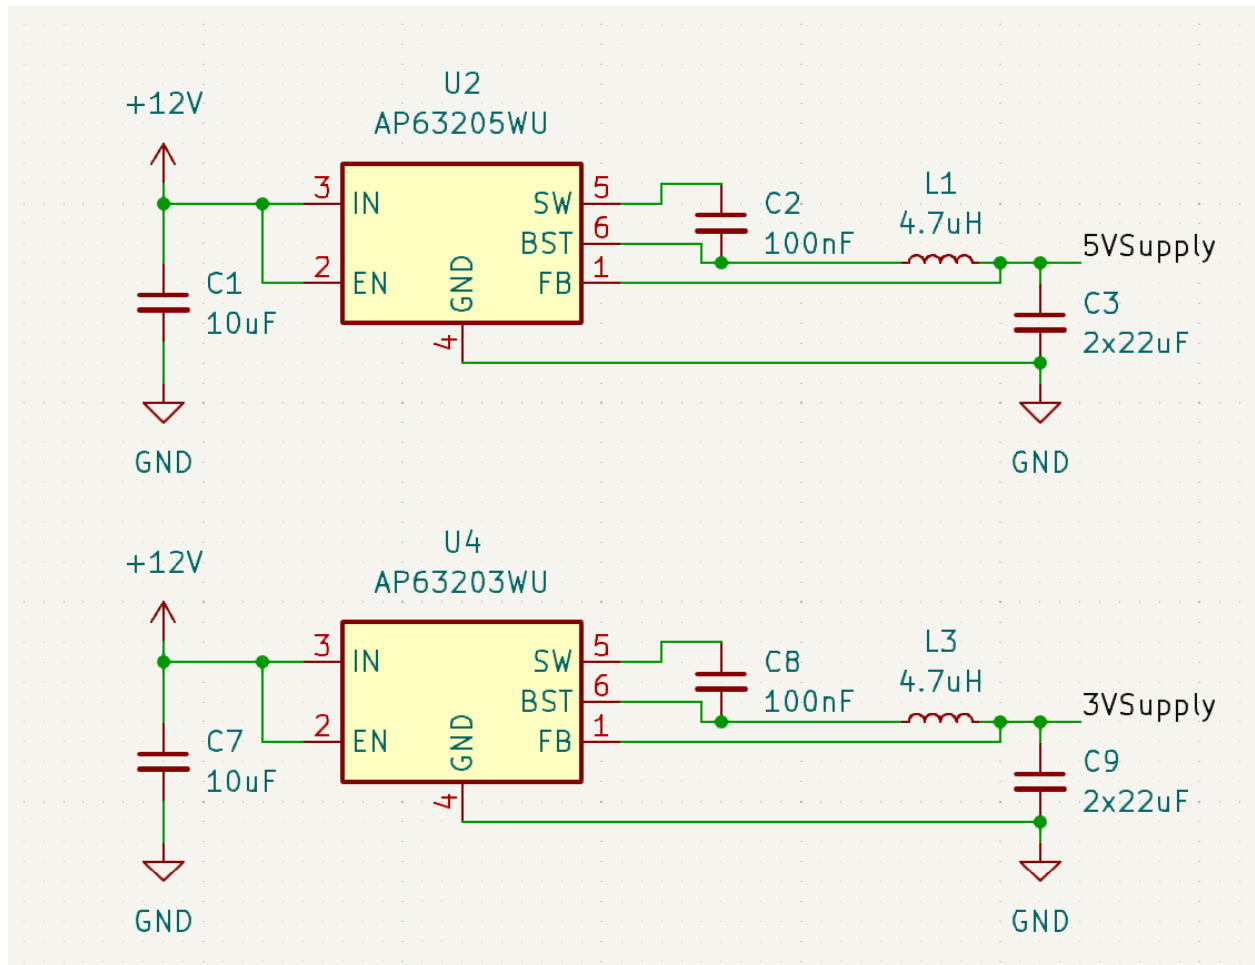 U2
AP63205WU
+12V
3 IN
SW 5
BST 6
2 EN
GND
FB 1
4
C1
10uF
C2
100nF
L1
4.7uH
5VSupply
C3
2x22uF
GND
GND
U4
AP63203WU
+12V
3 IN
SW 5
BST 6
2 EN
GND
FB 1
4
C7
10uF
C8
100nF
L3
4.7uH
3VSupply
C9
2x22uF
GND
GND